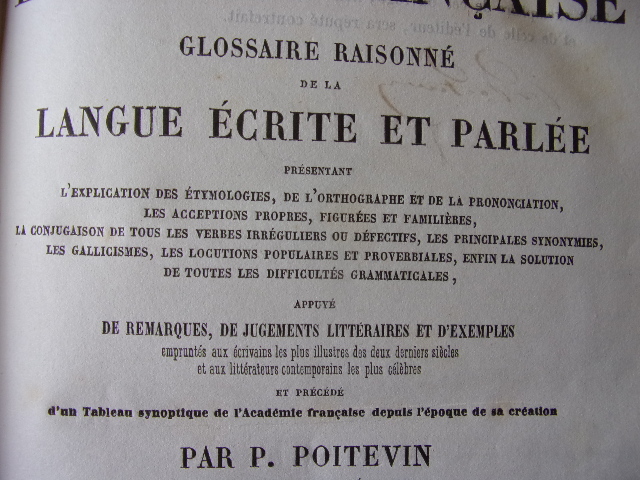 ÇAISE
GLOSSAIRE RAISONNÉ
DE LA
LANGUE ÉCRITE ET PARLÉE
PRÉSENTANT
L'EXPLICATION DES ÉTYMOLOGIES, DE L'ORTHOGRAPHE ET DE LA PRONONCIATION,
LES ACCEPTIONS PROPRES, FIGURÉES ET FAMILIÈRES,
LA CONJUGAISON DE TOUS LES VERBES IRRÉGULIERS OU DÉFECTIFS, LES PRINCIPALES SYNONYMIES,
LES GALLICISMES, LES LOCUTIONS POPULAIRES ET PROVERBIALES, ENFIN LA SOLUTION
DE TOUTES LES DIFFICULTÉS GRAMMATICALES,
APPUYÉ
DE REMARQUES, DE JUGEMENTS LITTÉRAIRES ET D'EXEMPLES
empruntés aux écrivains les plus illustres des deux derniers siècles
et aux littérateurs contemporains les plus célèbres
ET PRÉCÉDÉ
d'un Tableau synoptique de l'Académie française depuis l'époque de sa création
PAR P. POITEVIN